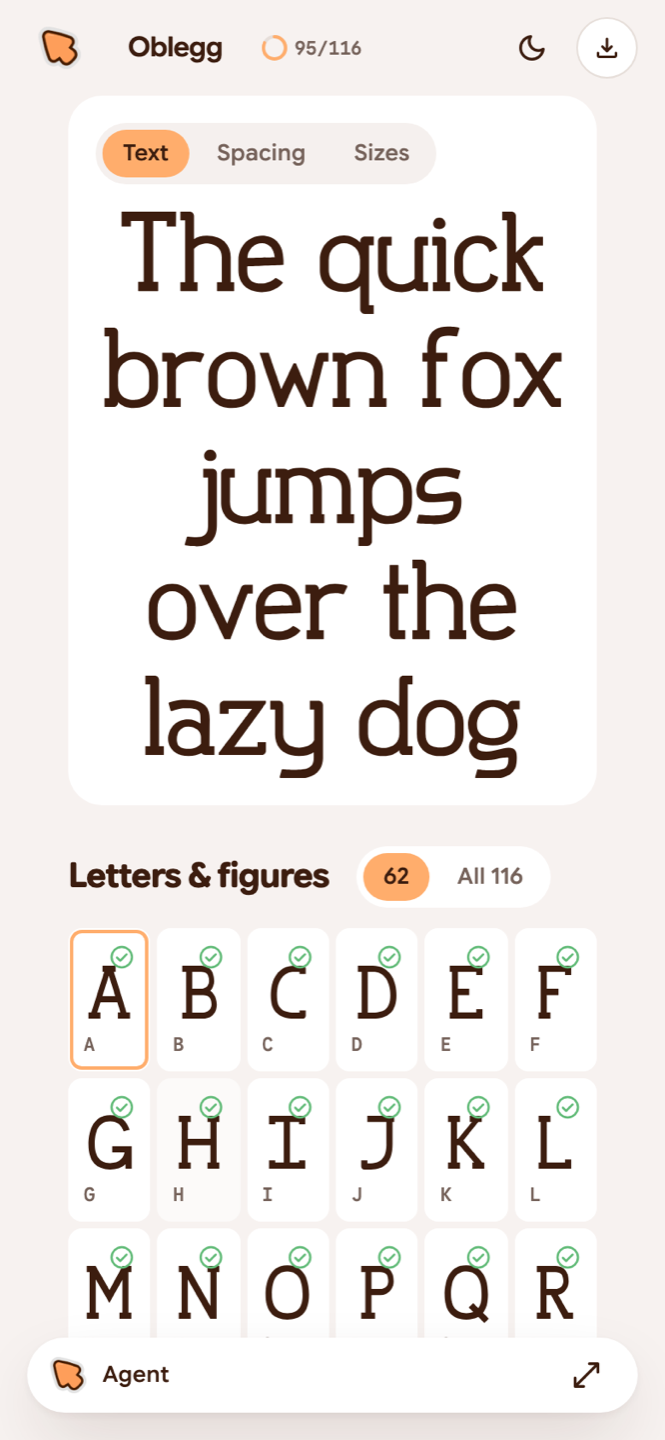 Oblegg 95/116
Text Spacing Sizes
The quick
brown fox
jumps
over the
lazy dog
Letters & figures 62 All 116
A B C D E F
A B C D E F
G H I J K L
G H I J K L
M N O P Q R
Agent